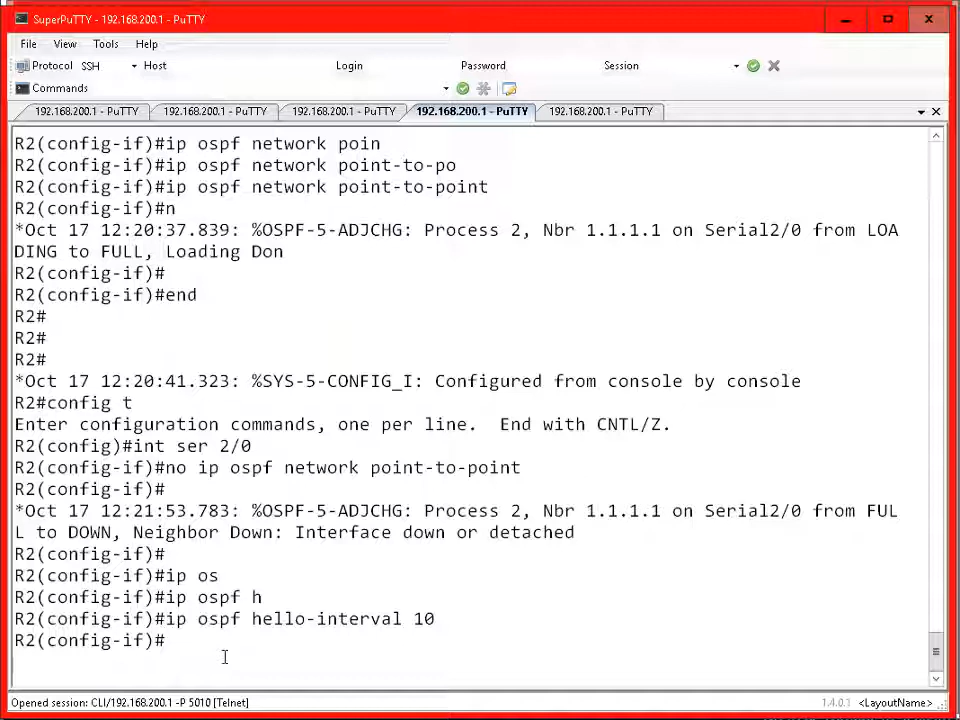 SuperPuTTY - 192.168.200.1 - PuTTY
File View Tools Help
Protocol SSH Host Login Password Session
Commands
192.168.200.1 - PuTTY 192.168.200.1 - PuTTY 192.168.200.1 - PuTTY 192.168.200.1 - PuTTY 192.168.200.1 - PuTTY
R2(config-if)#ip ospf network poin
R2(config-if)#ip ospf network point-to-po
R2(config-if)#ip ospf network point-to-point
R2(config-if)#n
*Oct 17 12:20:37.839: %OSPF-5-ADJCHG: Process 2, Nbr 1.1.1.1 on Serial2/0 from LOA
DING to FULL, Loading Don
R2(config-if)#
R2(config-if)#end
R2#
R2#
R2#
*Oct 17 12:20:41.323: %SYS-5-CONFIG_I: Configured from console by console
R2#config t
Enter configuration commands, one per line.  End with CNTL/Z.
R2(config)#int ser 2/0
R2(config-if)#no ip ospf network point-to-point
R2(config-if)#
*Oct 17 12:21:53.783: %OSPF-5-ADJCHG: Process 2, Nbr 1.1.1.1 on Serial2/0 from FUL
L to DOWN, Neighbor Down: Interface down or detached
R2(config-if)#
R2(config-if)#ip os
R2(config-if)#ip ospf h
R2(config-if)#ip ospf hello-interval 10
R2(config-if)#
Opened session: CLI/192.168.200.1 -P 5010 [Telnet] 1.4.0.1 <LayoutName>